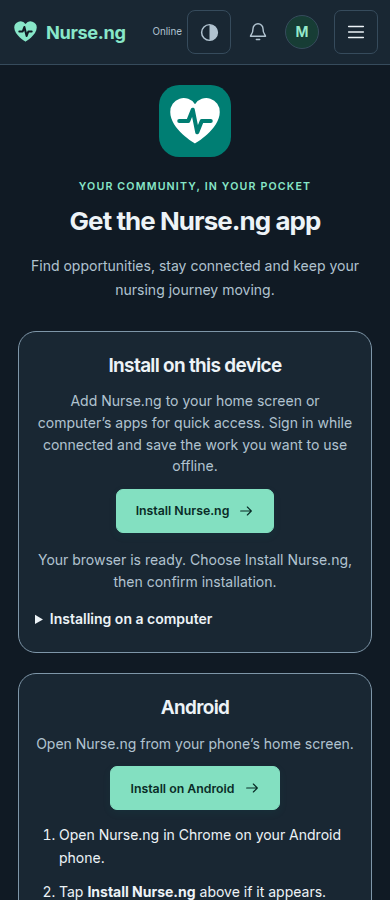 Nurse.ng
Online
M
YOUR COMMUNITY, IN YOUR POCKET
Get the Nurse.ng app
Find opportunities, stay connected and keep your
nursing journey moving.
Install on this device
Add Nurse.ng to your home screen or
computer’s apps for quick access. Sign in while
connected and save the work you want to use
offline.
Install Nurse.ng →
Your browser is ready. Choose Install Nurse.ng,
then confirm installation.
▶ Installing on a computer
Android
Open Nurse.ng from your phone’s home screen.
Install on Android →
1. Open Nurse.ng in Chrome on your Android
phone.
2. Tap Install Nurse.ng above if it appears.